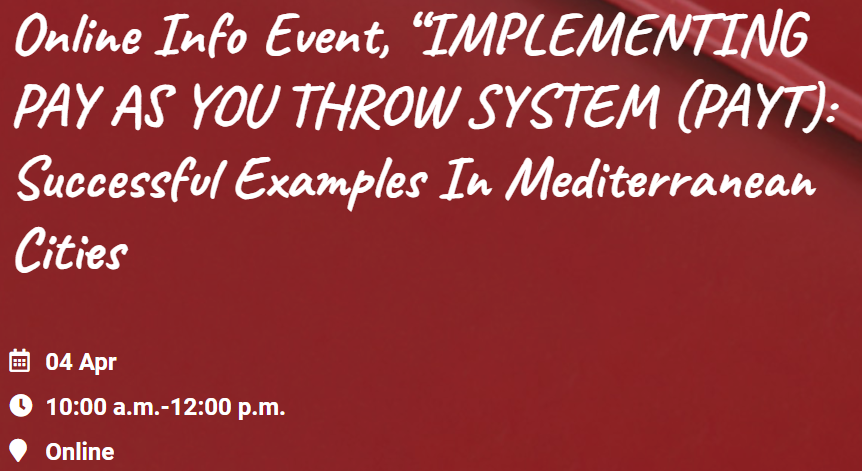 Online Info Event, “IMPLEMENTING
PAY AS YOU THROW SYSTEM (PAYT):
Successful Examples In Mediterranean
Cities
04 Apr
10:00 a.m.-12:00 p.m.
Online